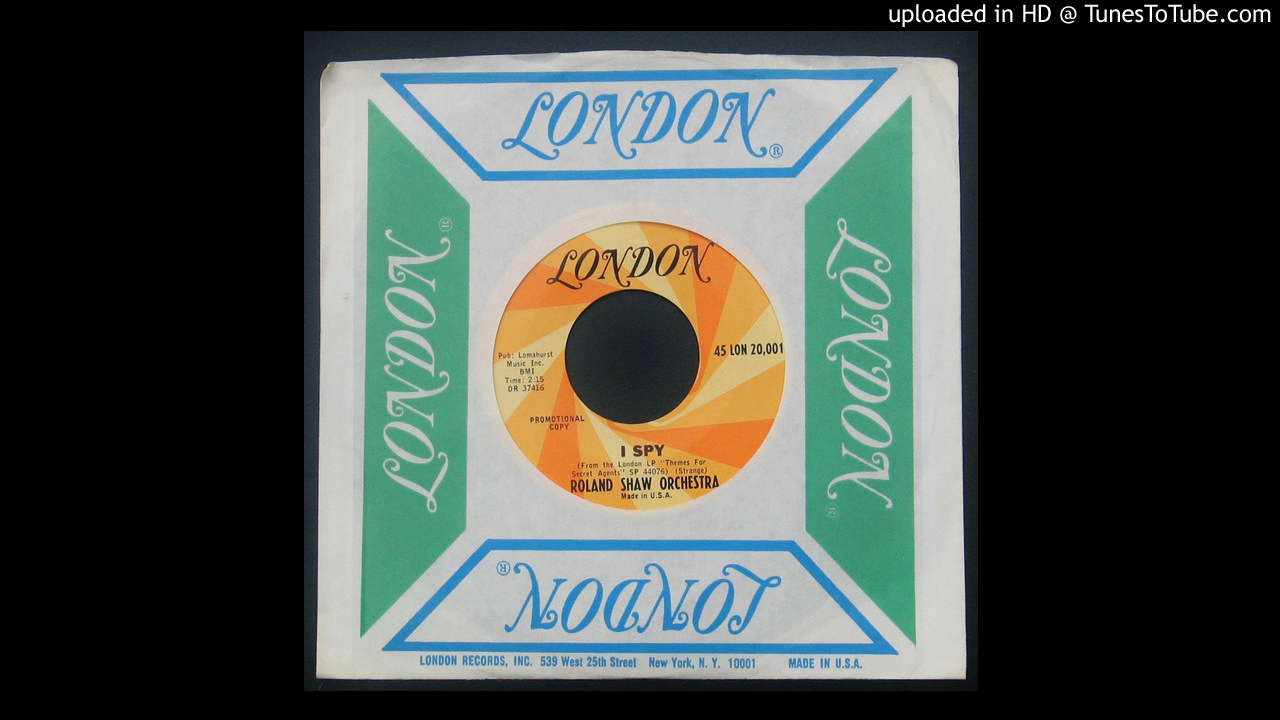 uploaded in HD @ TunesToTube.com
LONDON®
LONDON®
LONDON®
LONDON
45 LON 20,001
Pub: Lamahurst
Music Inc.
BMI
Time: 2:15
DR 37416
PROMOTIONAL
COPY
I SPY
(From the London LP "Themes For
Secret Agents" SP 44076) (Strange)
ROLAND SHAW ORCHESTRA
Made in U.S.A.
LONDON®
LONDON RECORDS, INC. 539 West 25th Street New York, N. Y. 10001 MADE IN U.S.A.